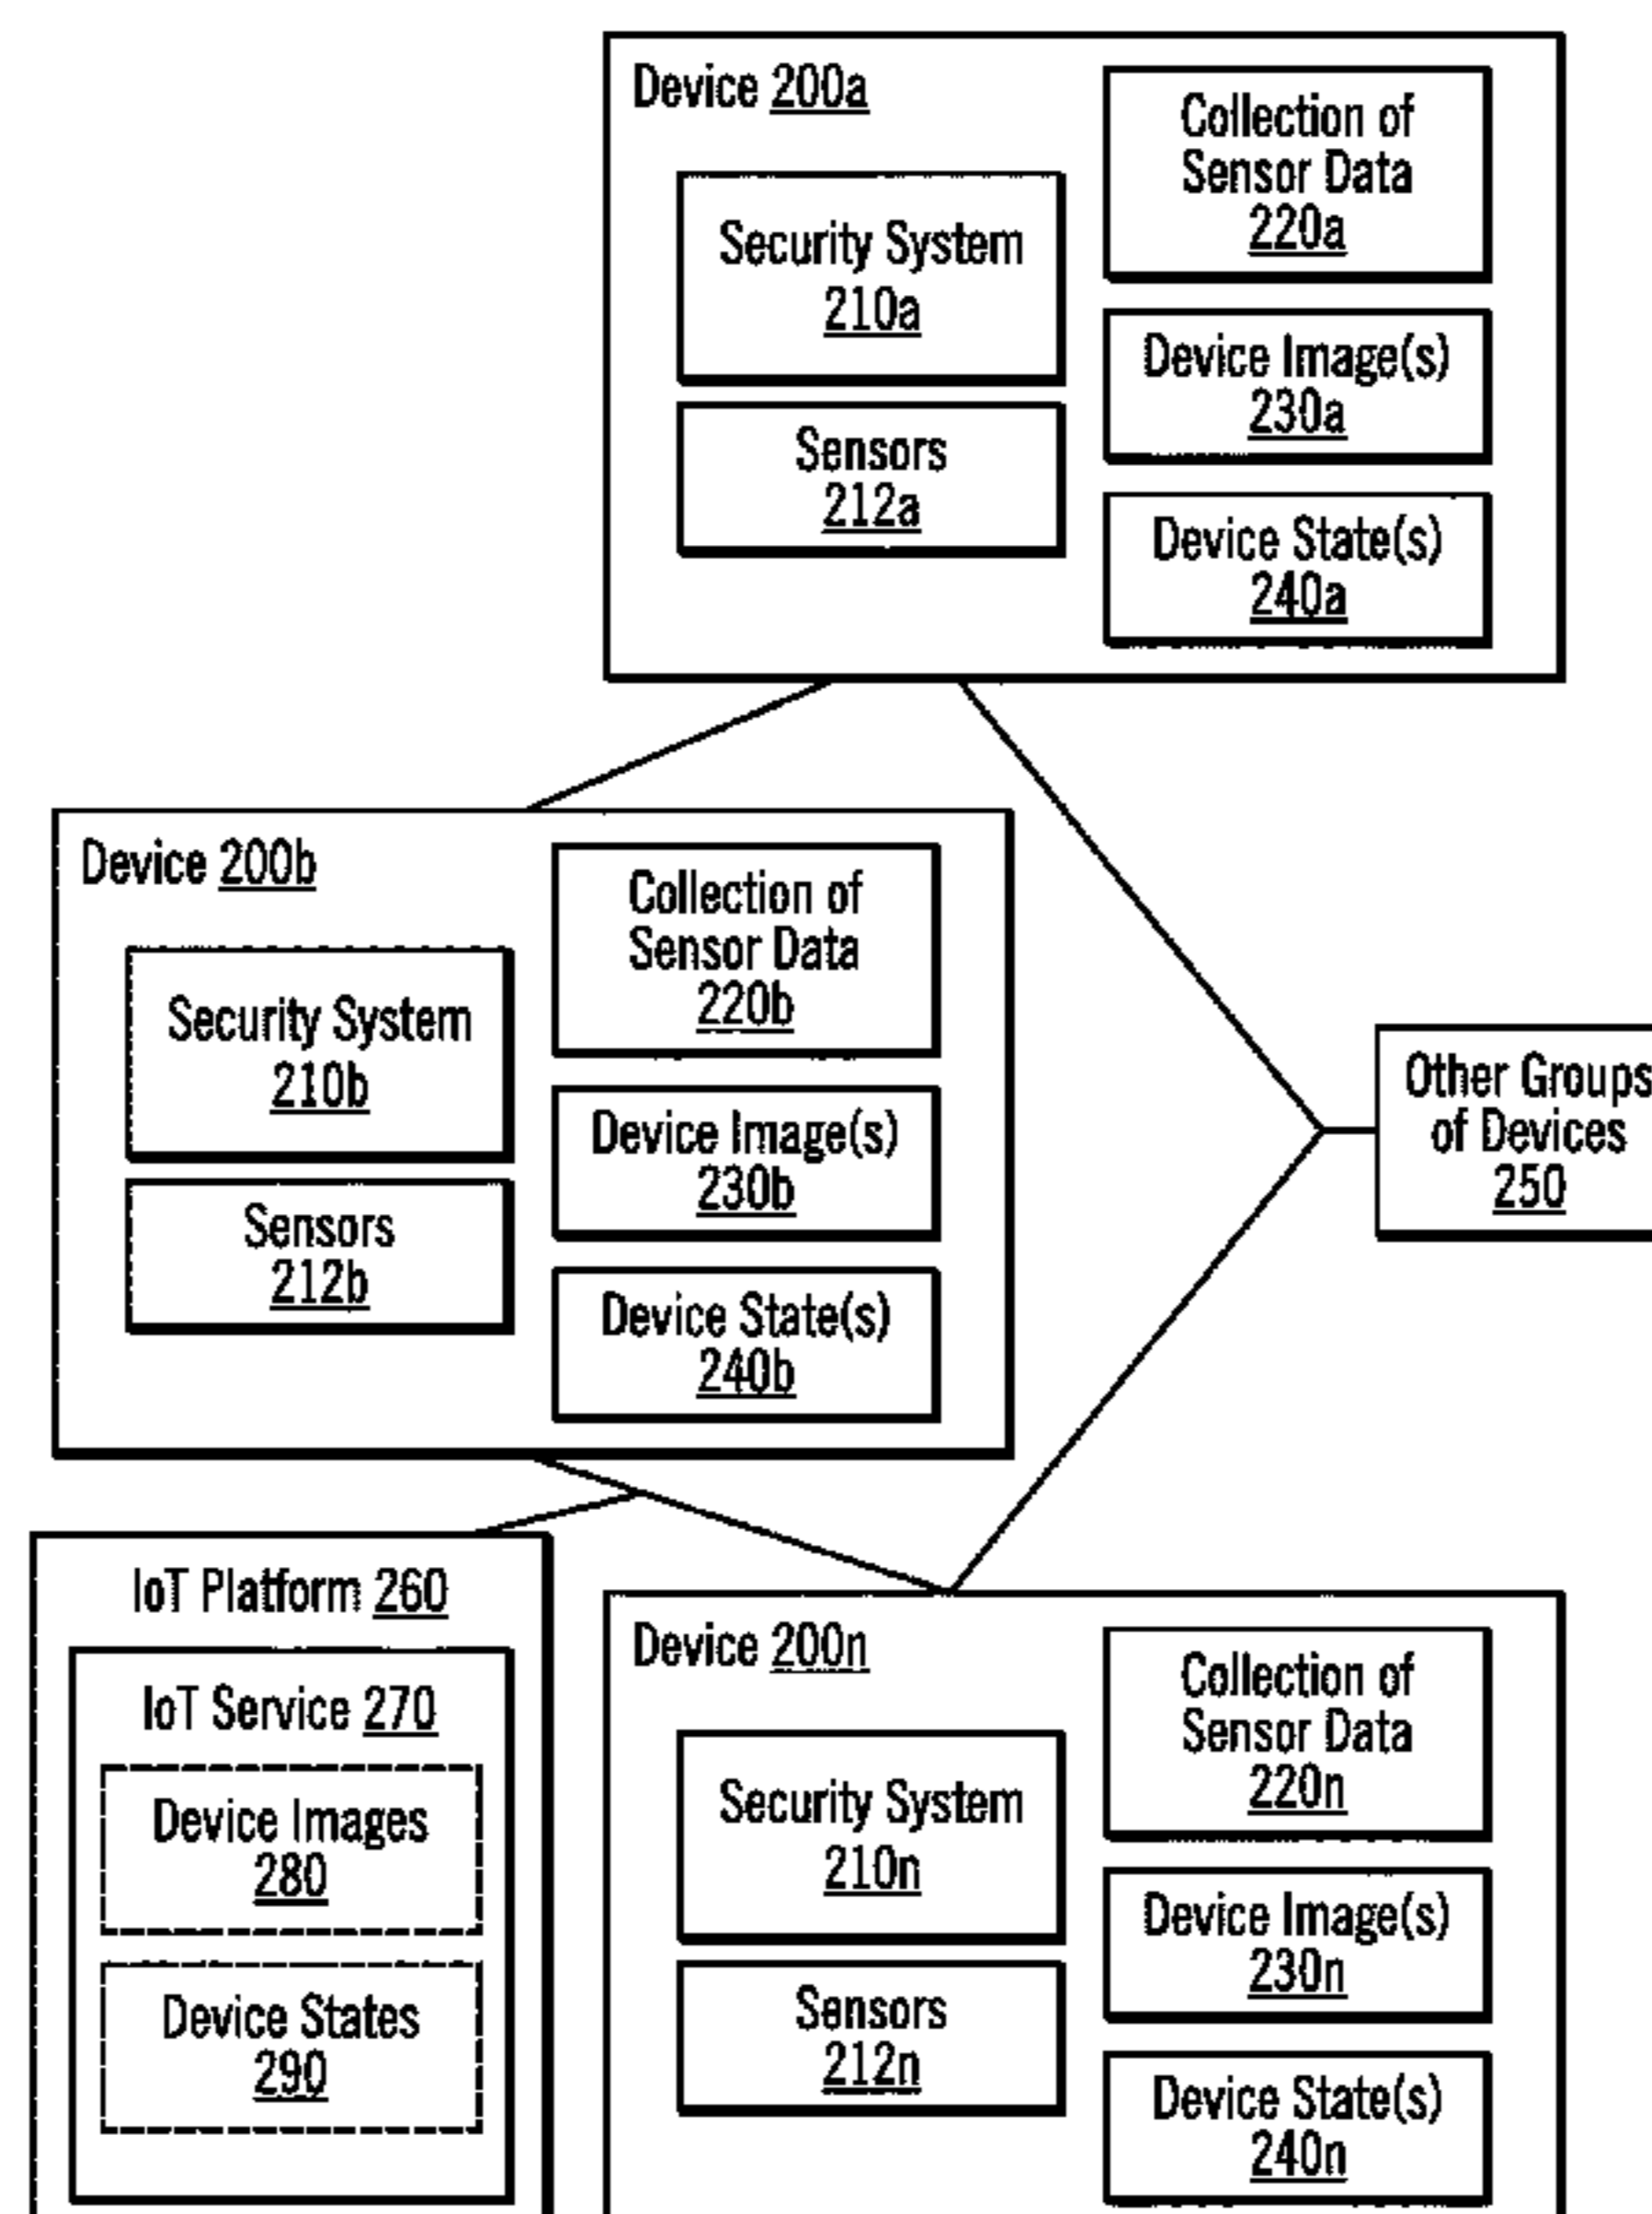 Device 200a
Security System
210a
Sensors
212a
Collection of
Sensor Data
220a
Device Image(s)
230a
Device State(s)
240a
Device 200b
Security System
210b
Sensors
212b
Collection of
Sensor Data
220b
Device Image(s)
230b
Device State(s)
240b
Other Groups
of Devices
250
IoT Platform 260
IoT Service 270
Device Images
280
Device States
290
Device 200n
Security System
210n
Sensors
212n
Collection of
Sensor Data
220n
Device Image(s)
230n
Device State(s)
240n